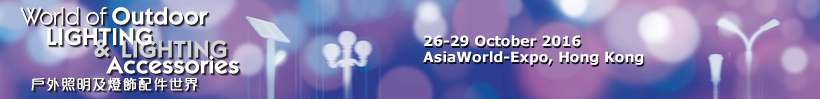 World of Outdoor
LIGHTING
& LIGHTING
Accessories
戶外照明及燈飾配件世界
26-29 October 2016
AsiaWorld-Expo, Hong Kong